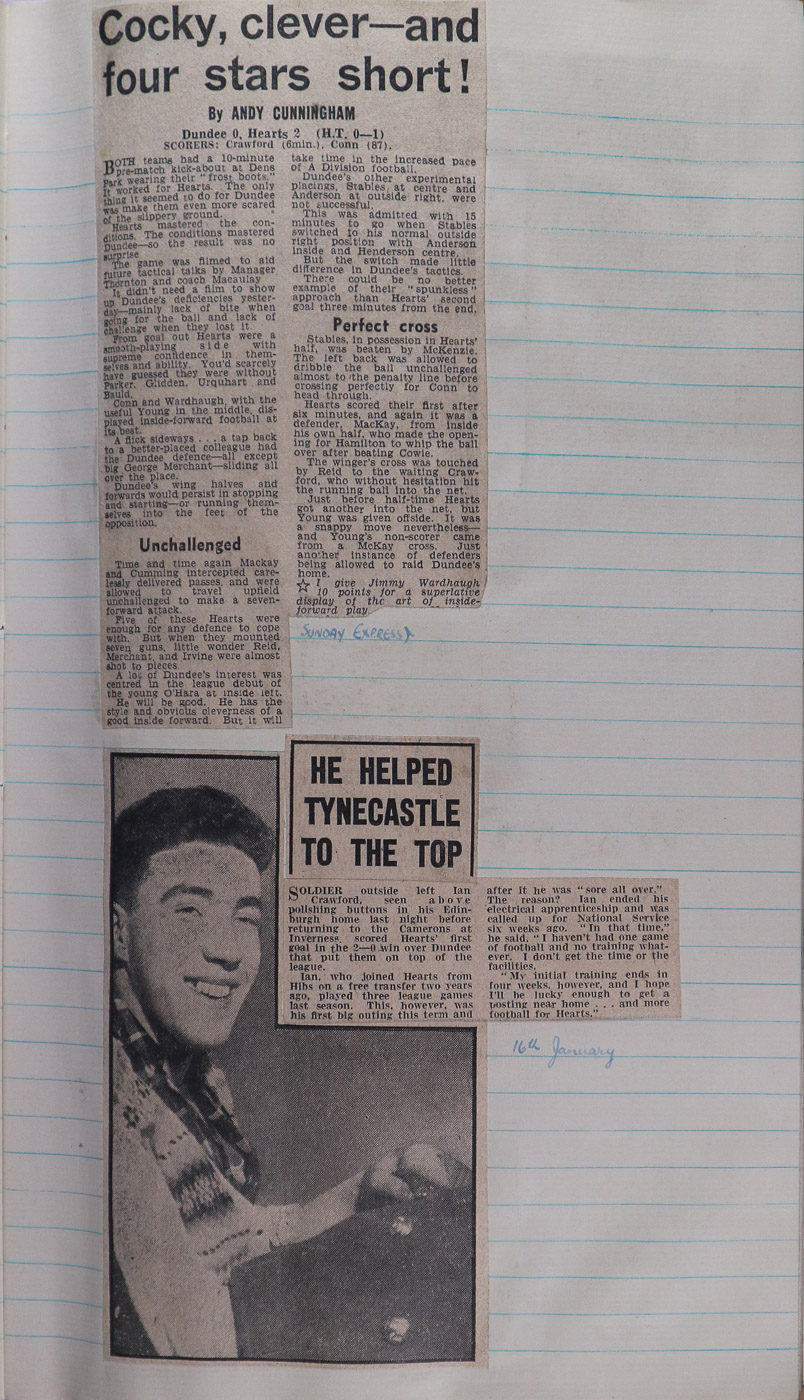 Cocky, clever—and
four stars short!
By ANDY CUNNINGHAM
Dundee 0, Hearts 2 (H.T. 0—1)
SCORERS: Crawford (6min.), Conn (87).
BOTH teams had a 10-minute
pre-match kick-about at Dens
Park wearing their "frost boots."
It worked for Hearts. The only
thing it seemed to do for Dundee
was make them even more scared
of the slippery ground.
Hearts mastered the con-
ditions. The conditions mastered
Dundee—so the result was no
surprise
The game was filmed to aid
future tactical talks by Manager
Thornton and coach Macaulay
It didn't need a film to show
up Dundee's deficiencies yester-
day—mainly lack of bite when
going for the ball and lack of
challenge when they lost it.
From goal out Hearts were a
smooth-playing side with
supreme confidence in them-
selves and ability. You'd scarcely
have guessed they were without
Parker, Glidden, Urquhart and
Bauld.
Conn and Wardhaugh, with the
useful Young in the middle, dis-
played inside-forward football at
its best.
A flick sideways . . . a tap back
to a better-placed colleague had
the Dundee defence—all except
big George Merchant—sliding all
over the place.
Dundee's wing halves and
forwards would persist in stopping
and starting—or running them-
selves into the feet of the
opposition.
Unchallenged
Time and time again Mackay
and Cumming intercepted care-
lessly delivered passes, and were
allowed to travel upfield
unchallenged to make a seven-
forward attack.
Five of these Hearts were
enough for any defence to cope
with. But when they mounted
seven guns, little wonder Reid,
Merchant, and Irvine were almost
shot to pieces
A lot of Dundee's interest was
centred in the league debut of
the young O'Hara at inside left.
He will be good. He has the
style and obvious cleverness of a
good inside forward. But it will
take time in the increased pace
of A Division football.
Dundee's other experimental
placings, Stables at centre and
Anderson at outside right, were
not successful.
This was admitted with 15
minutes to go when Stables
switched to his normal outside
right position with Anderson
inside and Henderson centre.
But the switch made little
difference in Dundee's tactics.
There could be no better
example of their "spunkless"
approach than Hearts' second
goal three minutes from the end.
Perfect cross
Stables, in possession in Hearts'
half, was beaten by McKenzie.
The left back was allowed to
dribble the ball unchallenged
almost to the penalty line before
crossing perfectly for Conn to
head through.
Hearts scored their first after
six minutes, and again it was a
defender, MacKay, from inside
his own half, who made the open-
ing for Hamilton to whip the ball
over after beating Cowie.
The winger's cross was touched
by Reid to the waiting Craw-
ford, who without hesitation hit
the running ball into the net.
Just before half-time Hearts
got another into the net, but
Young was given offside. It was
a snappy move nevertheless—
and Young's non-scorer came
from a McKay cross. Just
another instance of defenders
being allowed to raid Dundee's
home.
☆ I give Jimmy Wardhaugh
10 points for a superlative
display of the art of inside-
forward play.
SUNDAY EXPRESS
HE HELPED
TYNECASTLE
TO THE TOP
SOLDIER outside left Ian
Crawford, seen above
polishing buttons in his Edin-
burgh home last night before
returning to the Camerons at
Inverness, scored Hearts' first
goal in the 2—0 win over Dundee
that put them on top of the
league.
Ian, who joined Hearts from
Hibs on a free transfer two years
ago, played three league games
last season. This, however, was
his first big outing this term and
after it he was "sore all over."
The reason? Ian ended his
electrical apprenticeship and was
called up for National Service
six weeks ago. "In that time,"
he said, "I haven't had one game
of football and no training what-
ever. I don't get the time or the
facilities.
"My initial training ends in
four weeks, however, and I hope
I'll be lucky enough to get a
posting near home . . . and more
football for Hearts."
16th January